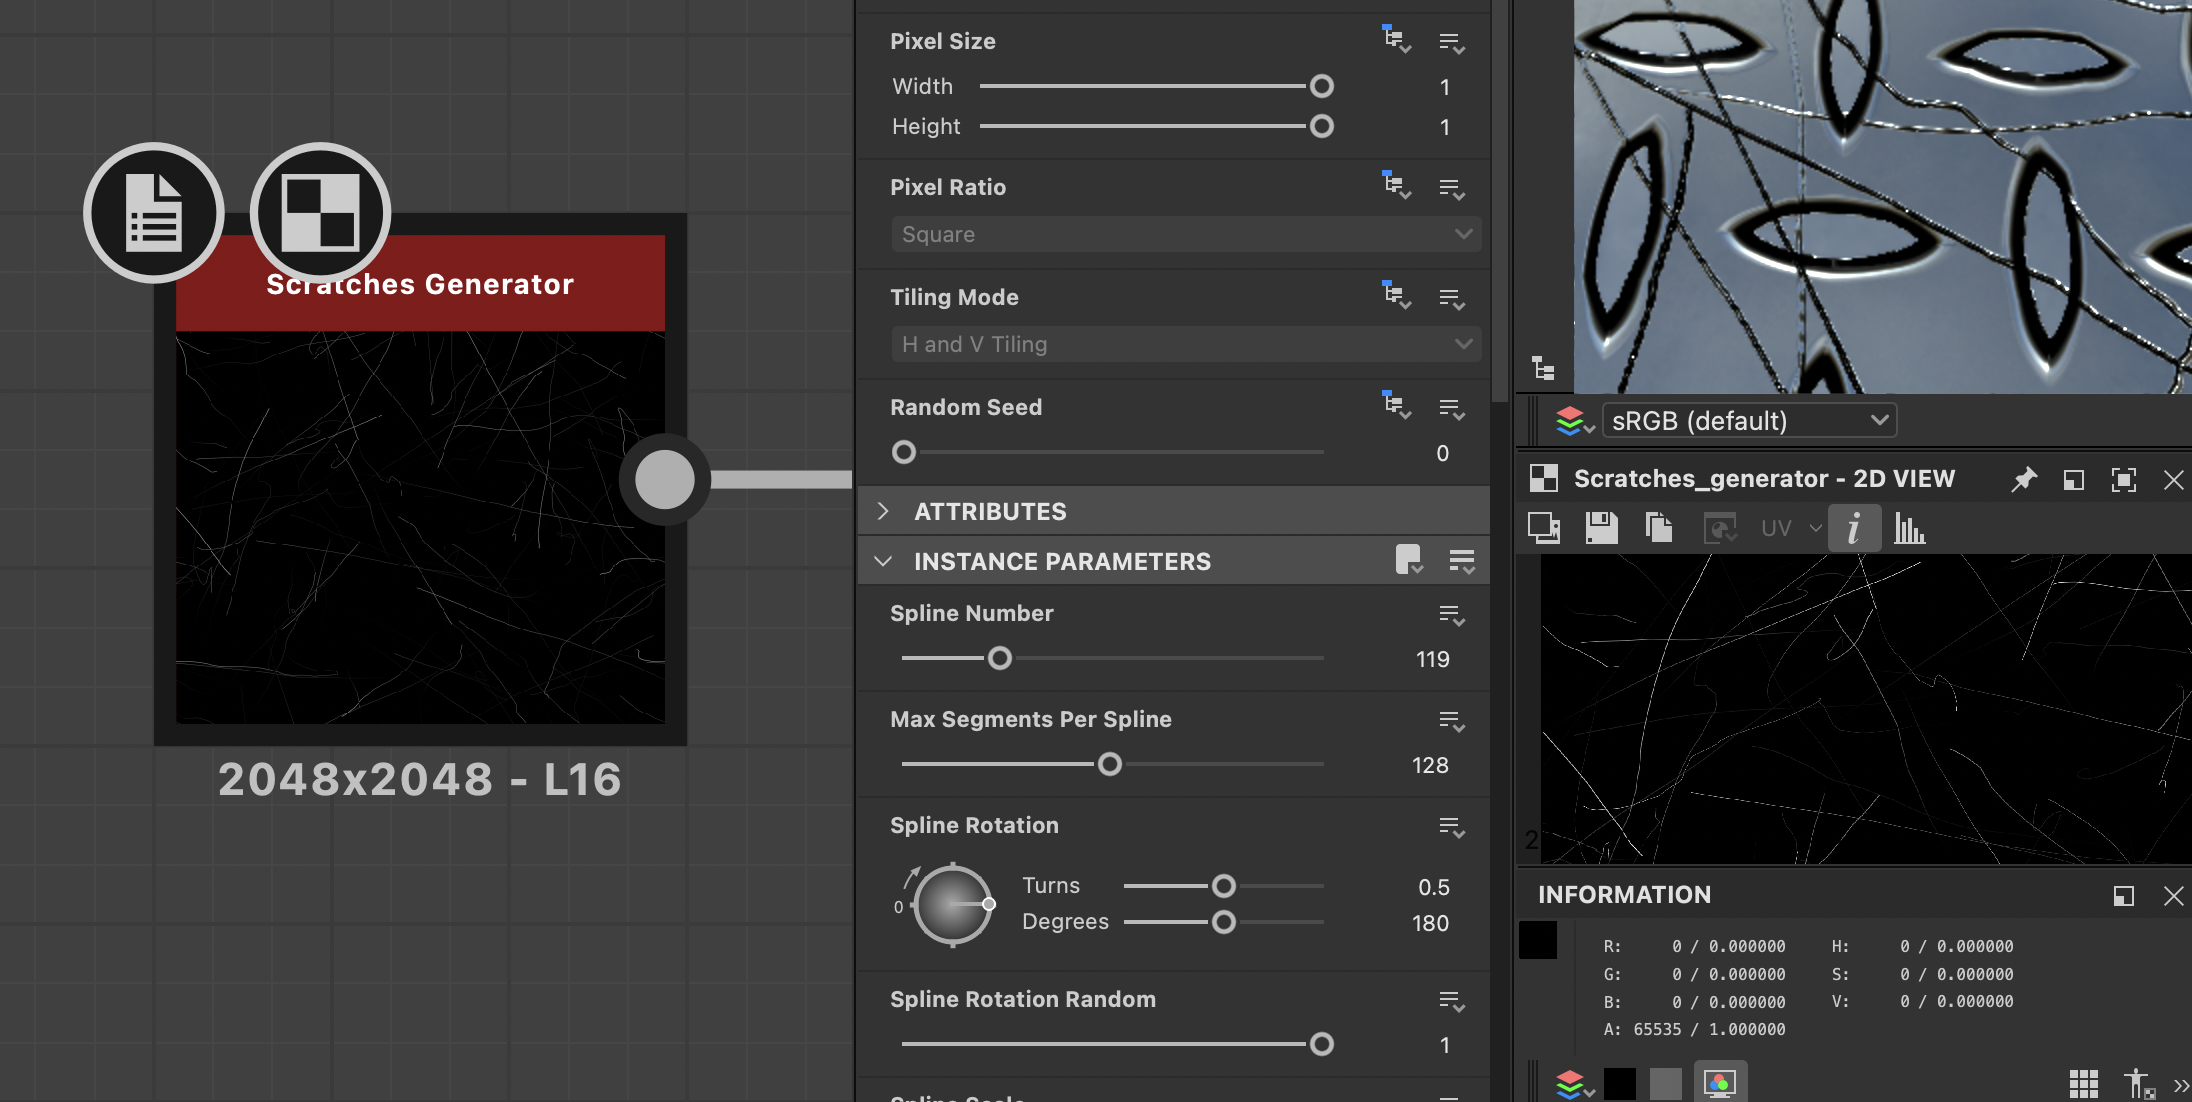 Scratches Generator
2048x2048 - L16
Pixel Size
Width 1
Height 1
Pixel Ratio
Square
Tiling Mode
H and V Tiling
Random Seed
0
ATTRIBUTES
INSTANCE PARAMETERS
Spline Number
119
Max Segments Per Spline
128
Spline Rotation
0
Turns 0.5
Degrees 180
Spline Rotation Random
1
sRGB (default)
Scratches_generator - 2D VIEW
UV
i
2
INFORMATION
R: 0 / 0.000000 H: 0 / 0.000000
G: 0 / 0.000000 S: 0 / 0.000000
B: 0 / 0.000000 V: 0 / 0.000000
A: 65535 / 1.000000